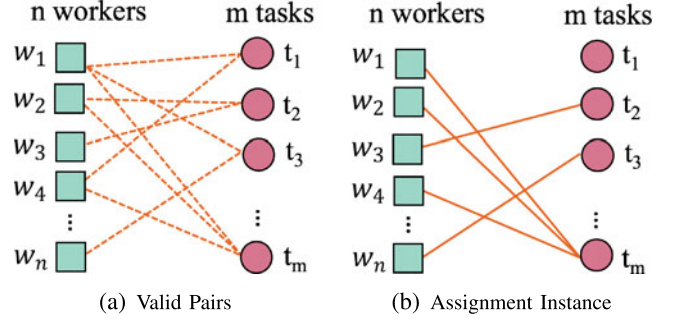 n workers m tasks n workers m tasks
w1 t1 w1 t1
w2 t2 w2 t2
w3 t3 w3 t3
w4 w4
⋮ ⋮ ⋮ ⋮
wn tm wn tm
(a) Valid Pairs (b) Assignment Instance